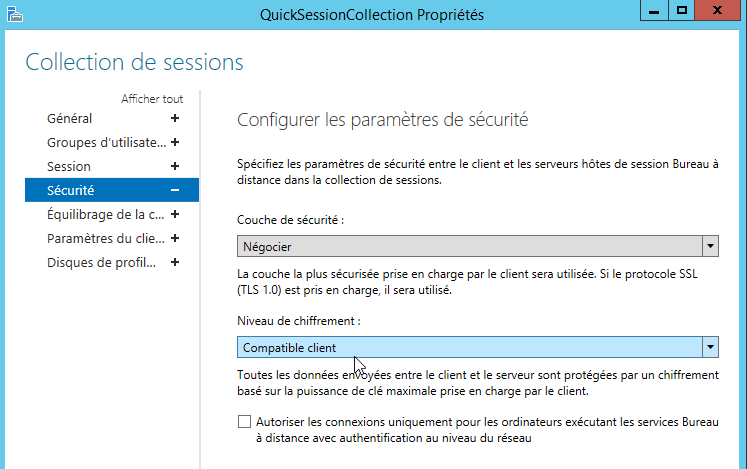 QuickSessionCollection Propriétés
Collection de sessions
Afficher tout
Général
Groupes d'utilisate...
Session
Sécurité
Équilibrage de la c...
Paramètres du clie...
Disques de profil...
Configurer les paramètres de sécurité
Spécifiez les paramètres de sécurité entre le client et les serveurs hôtes de session Bureau à
distance dans la collection de sessions.
Couche de sécurité :
Négocier
La couche la plus sécurisée prise en charge par le client sera utilisée. Si le protocole SSL
(TLS 1.0) est pris en charge, il sera utilisé.
Niveau de chiffrement :
Compatible client
Toutes les données envoyées entre le client et le serveur sont protégées par un chiffrement
basé sur la puissance de clé maximale prise en charge par le client.
Autoriser les connexions uniquement pour les ordinateurs exécutant les services Bureau
à distance avec authentification au niveau du réseau